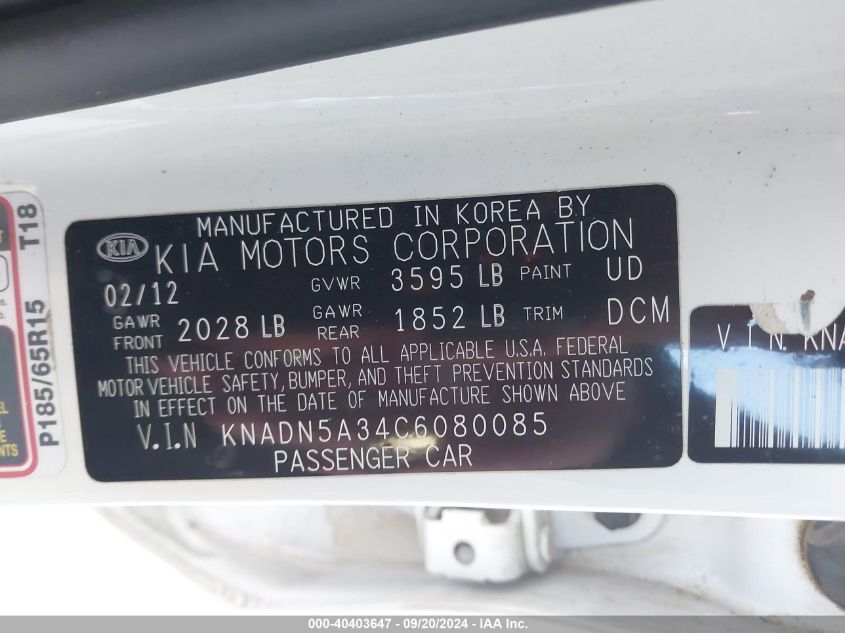 MANUFACTURED IN KOREA BY
KIA KIA MOTORS CORPORATION
02/12 GVWR 3595 LB PAINT UD
GAWR FRONT 2028 LB GAWR REAR 1852 LB TRIM DCM
THIS VEHICLE CONFORMS TO ALL APPLICABLE U.S.A. FEDERAL
MOTOR VEHICLE SAFETY, BUMPER, AND THEFT PREVENTION STANDARDS
IN EFFECT ON THE DATE OF MANUFACTURE SHOWN ABOVE
V.I.N KNADN5A34C6080085
PASSENGER CAR
P185/65R15 T18
V I N KNA
000-40403647 - 09/20/2024 - IAAI Inc.